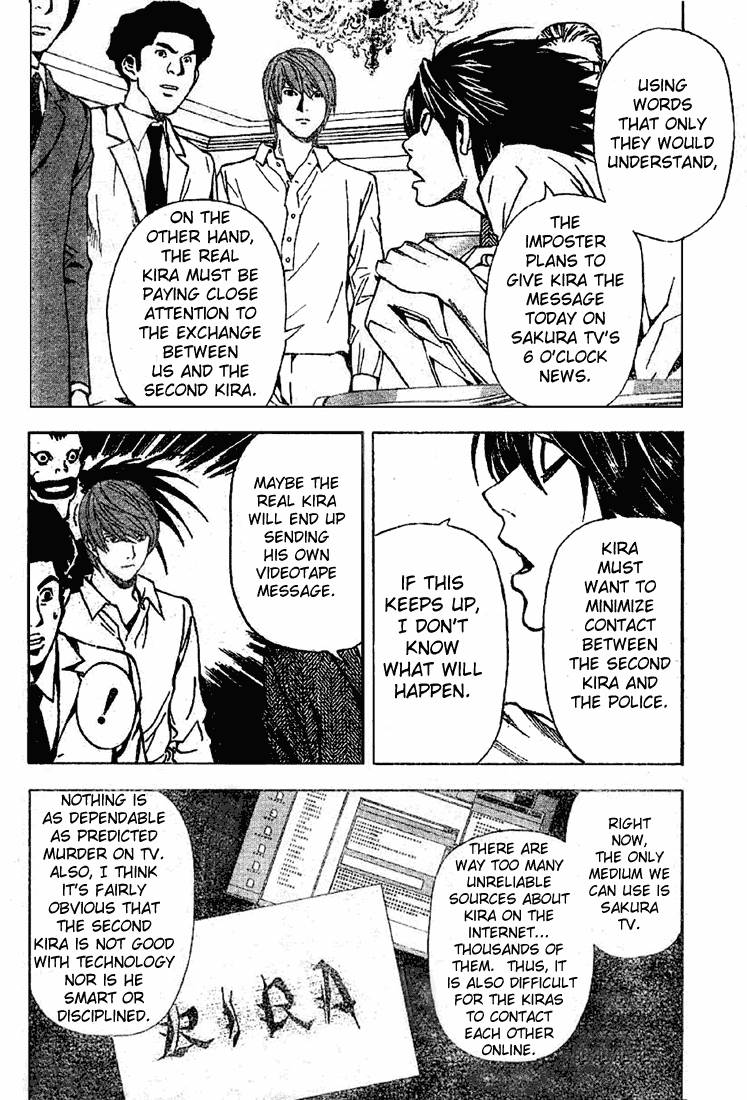 USING
WORDS
THAT ONLY
THEY WOULD
UNDERSTAND,
THE
IMPOSTER
PLANS TO
GIVE KIRA THE
MESSAGE
TODAY ON
SAKURA TV'S
6 O'CLOCK
NEWS.
ON THE
OTHER HAND,
THE REAL
KIRA MUST BE
PAYING CLOSE
ATTENTION TO
THE EXCHANGE
BETWEEN
US AND THE
SECOND KIRA.
KIRA
MUST
WANT TO
MINIMIZE
CONTACT
BETWEEN
THE SECOND
KIRA AND
THE POLICE.
IF THIS
KEEPS UP,
I DON'T
KNOW
WHAT WILL
HAPPEN.
MAYBE THE
REAL KIRA
WILL END UP
SENDING
HIS OWN
VIDEOTAPE
MESSAGE.
!
RIGHT
NOW,
THE ONLY
MEDIUM WE
CAN USE IS
SAKURA
TV.
THERE ARE
WAY TOO MANY
UNRELIABLE
SOURCES ABOUT
KIRA ON THE
INTERNET...
THOUSANDS OF
THEM. THUS, IT
IS ALSO DIFFICULT
FOR THE KIRAS
TO CONTACT
EACH OTHER
ONLINE.
NOTHING IS
AS DEPENDABLE
AS PREDICTED
MURDER ON TV.
ALSO, I THINK
IT'S FAIRLY
OBVIOUS THAT
THE SECOND
KIRA IS NOT GOOD
WITH TECHNOLOGY
NOR IS HE
SMART OR
DISCIPLINED.
KIRA